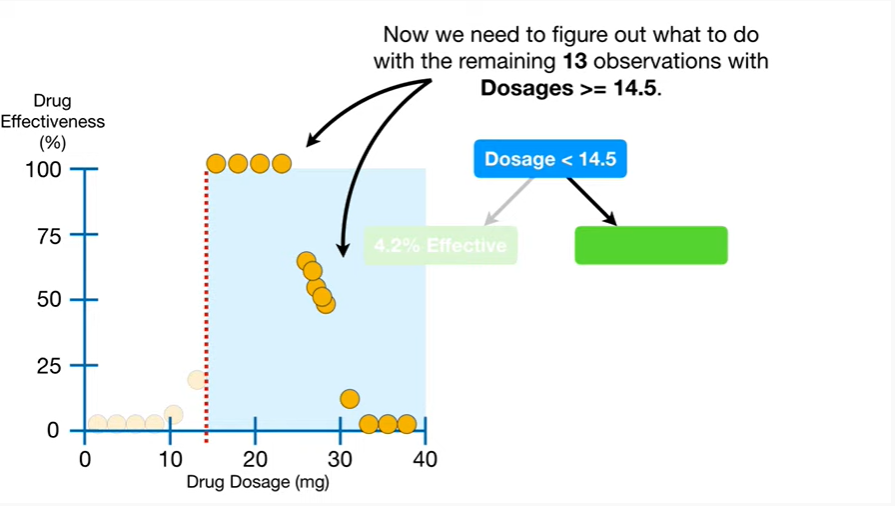 Now we need to figure out what to do
with the remaining 13 observations with
Dosages >= 14.5.
Drug
Effectiveness
(%)
Dosage < 14.5
4.2% Effective
100
75
50
25
0
0 10 20 30 40
Drug Dosage (mg)